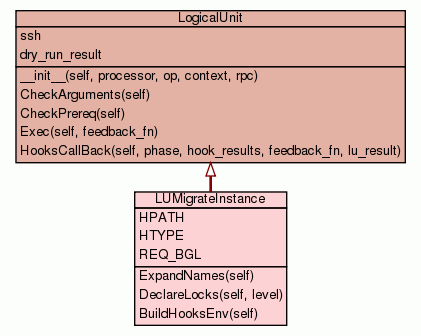 LogicalUnit
ssh
dry_run_result
__init__(self, processor, op, context, rpc)
CheckArguments(self)
CheckPrereq(self)
Exec(self, feedback_fn)
HooksCallBack(self, phase, hook_results, feedback_fn, lu_result)
LUMigrateInstance
HPATH
HTYPE
REQ_BGL
ExpandNames(self)
DeclareLocks(self, level)
BuildHooksEnv(self)